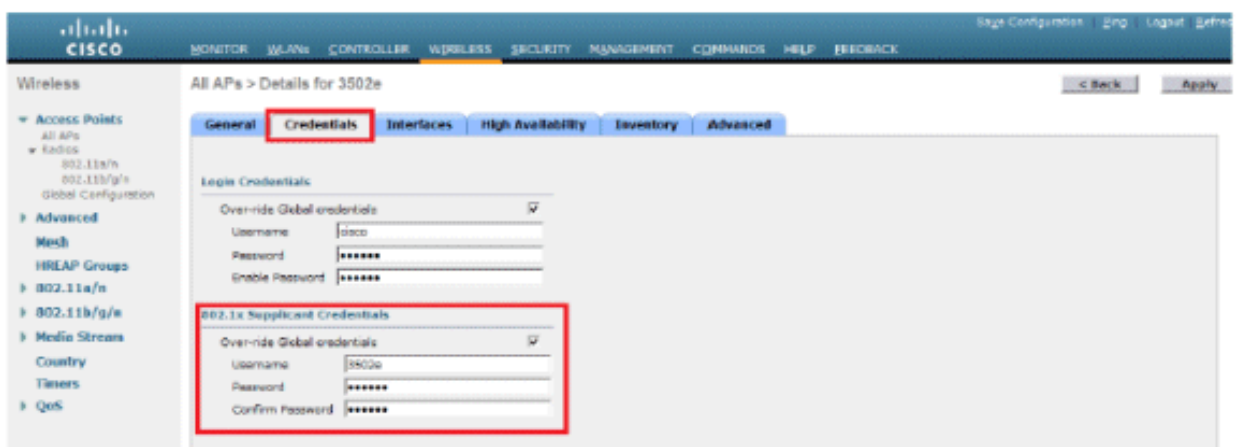 Save Configuration | Ping | Logout | Refres
CISCO
MONITOR WLANs CONTROLLER WIRELESS SECURITY MANAGEMENT COMMANDS HELP FEEDBACK
Wireless
All APs > Details for 3502e
< Back
Apply
General Credentials Interfaces High Availability Inventory Advanced
Access Points
All APs
Radios
802.11a/n
802.11b/g/n
Global Configuration
Advanced
Mesh
HREAP Groups
802.11a/n
802.11b/g/n
Media Stream
Country
Timers
QoS
Login Credentials
Over-ride Global credentials
Username cisco
Password ••••••
Enable Password ••••••
802.1x Supplicant Credentials
Over-ride Global credentials
Username 3502e
Password ••••••
Confirm Password ••••••